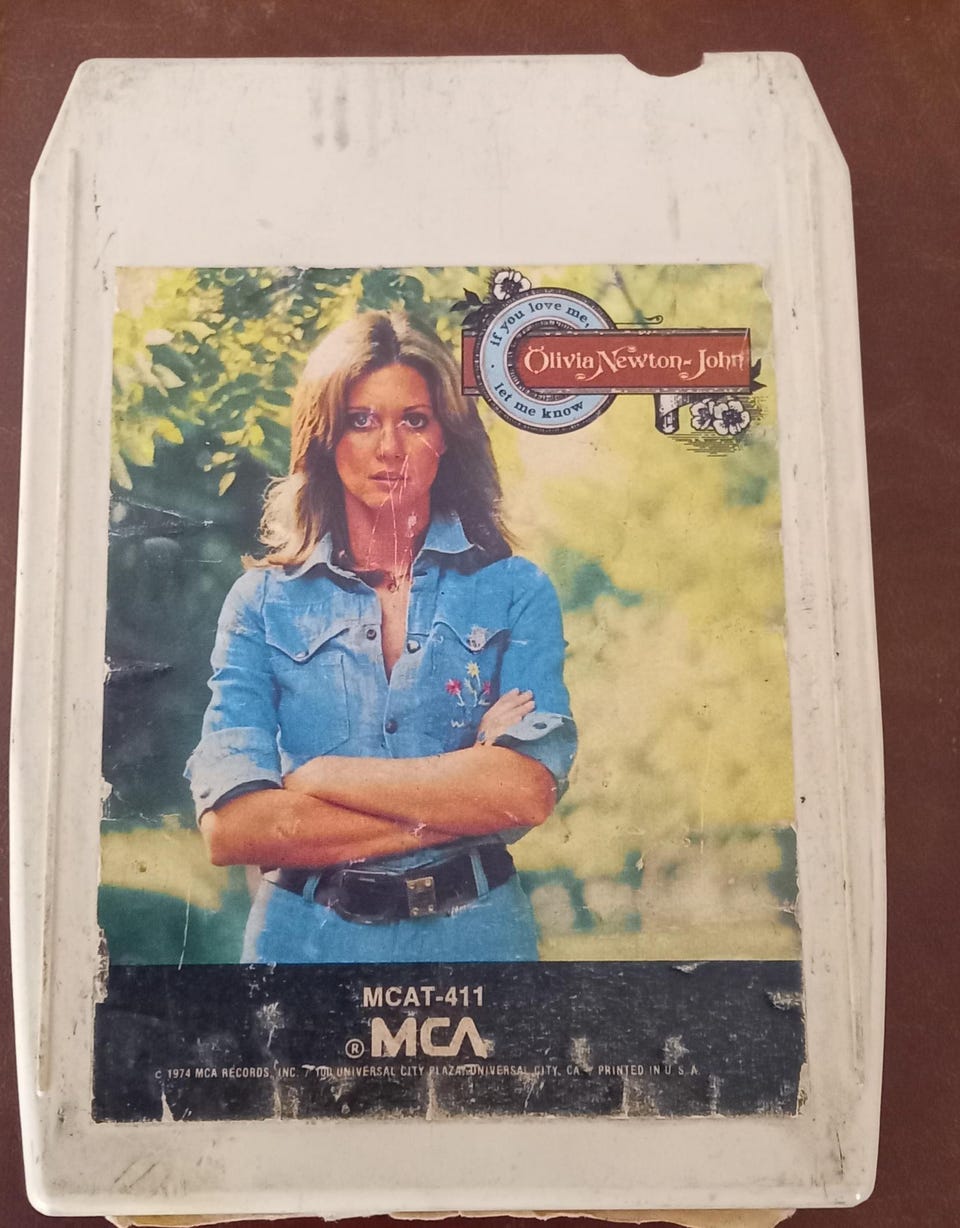 if you love me,
Olivia Newton-John
let me know
MCAT-411
® MCA
© 1974 MCA RECORDS, INC. / 100 UNIVERSAL CITY PLAZA, UNIVERSAL CITY, CA - PRINTED IN U.S.A.